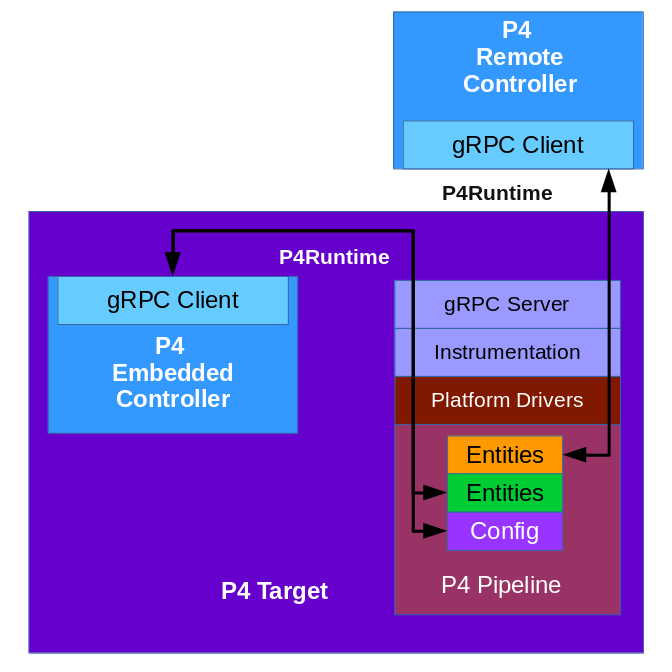 P4
Remote
Controller
gRPC Client
P4Runtime
P4Runtime
gRPC Client
P4
Embedded
Controller
gRPC Server
Instrumentation
Platform Drivers
Entities
Entities
Config
P4 Pipeline
P4 Target